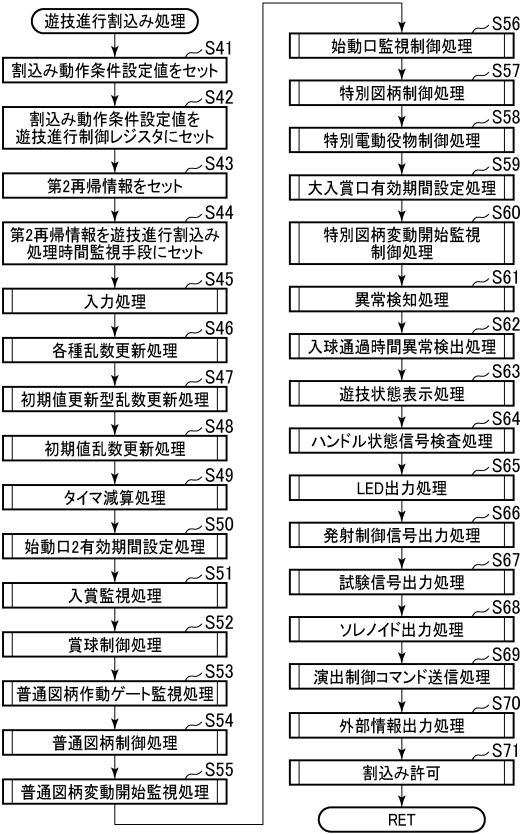 遊技進行割込み処理
S41
割込み動作条件設定値をセット
S42
割込み動作条件設定値を
遊技進行制御レジスタにセット
S43
第2再帰情報をセット
S44
第2再帰情報を遊技進行割込み
処理時間監視手段にセット
S45
入力処理
S46
各種乱数更新処理
S47
初期値更新型乱数更新処理
S48
初期値乱数更新処理
S49
タイマ減算処理
S50
始動口2有効期間設定処理
S51
入賞監視処理
S52
賞球制御処理
S53
普通図柄作動ゲート監視処理
S54
普通図柄制御処理
S55
普通図柄変動開始監視処理
S56
始動口監視制御処理
S57
特別図柄制御処理
S58
特別電動役物制御処理
S59
大入賞口有効期間設定処理
S60
特別図柄変動開始監視
制御処理
S61
異常検知処理
S62
入球通過時間異常検出処理
S63
遊技状態表示処理
S64
ハンドル状態信号検査処理
S65
LED出力処理
S66
発射制御信号出力処理
S67
試験信号出力処理
S68
ソレノイド出力処理
S69
演出制御コマンド送信処理
S70
外部情報出力処理
S71
割込み許可
RET